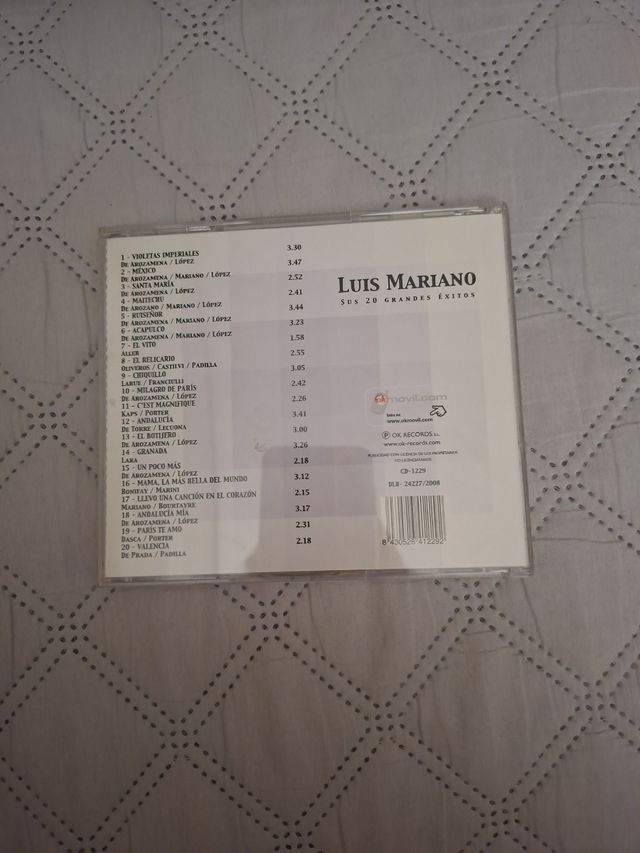 1 - VIOLETAS IMPERIALES 3.30
DE AROZAMENA / LÓPEZ
2 - MÉXICO 3.47
DE AROZAMENA / MARIANO / LÓPEZ
3 - SANTA MARÍA 2.52
DE AROZAMENA / LÓPEZ
4 - MAITECHU 2.41
DE AROZANO / MARIANO / LÓPEZ
5 - RUISEÑOR 3.44
DE AROZAMENA / MARIANO / LÓPEZ
6 - ACAPULCO 3.23
DE AROZAMENA / MARIANO / LÓPEZ
7 - EL VITO 1.58
ALLER
8 - EL RELICARIO 2.55
OLIVEROS / CASTILVI / PADILLA
9 - CHIQUILLO 3.05
LARUE / FRANCIULLI
10 - MILAGRO DE PARÍS 2.42
DE AROZAMENA / LÓPEZ
11 - C'EST MAGNIFIQUE 2.26
KAPS / PORTER
12 - ANDALUCÍA 3.41
DE TORRE / LECUONA
13 - EL BOTIJERO 3.00
DE AROZAMENA / LÓPEZ
14 - GRANADA 3.26
LARA
15 - UN POCO MÁS 2.18
DE AROZAMENA / LÓPEZ
16 - MAMA, LA MÁS BELLA DEL MUNDO 3.12
BONIFAY / MARINI
17 - LLEVO UNA CANCIÓN EN EL CORAZÓN 2.15
MARIANO / BOURTAYRE
18 - ANDALUCÍA MÍA 3.17
DE AROZAMENA / LÓPEZ
19 - PARÍS TE AMO 2.31
DASCA / PORTER
20 - VALENCIA 2.18
DE PRADA / PADILLA
LUIS MARIANO
SUS 20 GRANDES ÉXITOS
okmovil.com
www.okmovil.com
Ⓟ OK RECORDS S.L.
www.ok-records.com
PUBLICIDAD CON LICENCIA DE LOS PROPIETARIOS
CD-1229
DLB- 24227/2008
8 430526 412292